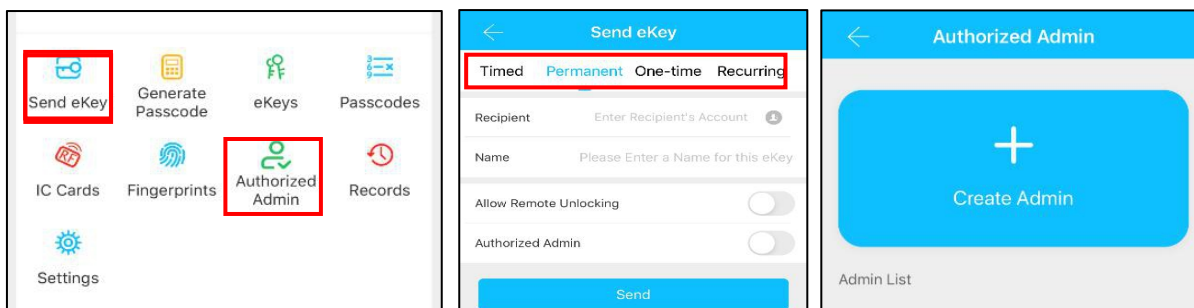 Send eKey
Generate
Passcode
eKeys
Passcodes
IC Cards
Fingerprints
Authorized
Admin
Records
Settings
Send eKey
Timed Permanent One-time Recurring
Recipient Enter Recipient's Account
Name Please Enter a Name for this eKey
Allow Remote Unlocking
Authorized Admin
Send
Authorized Admin
Create Admin
Admin List